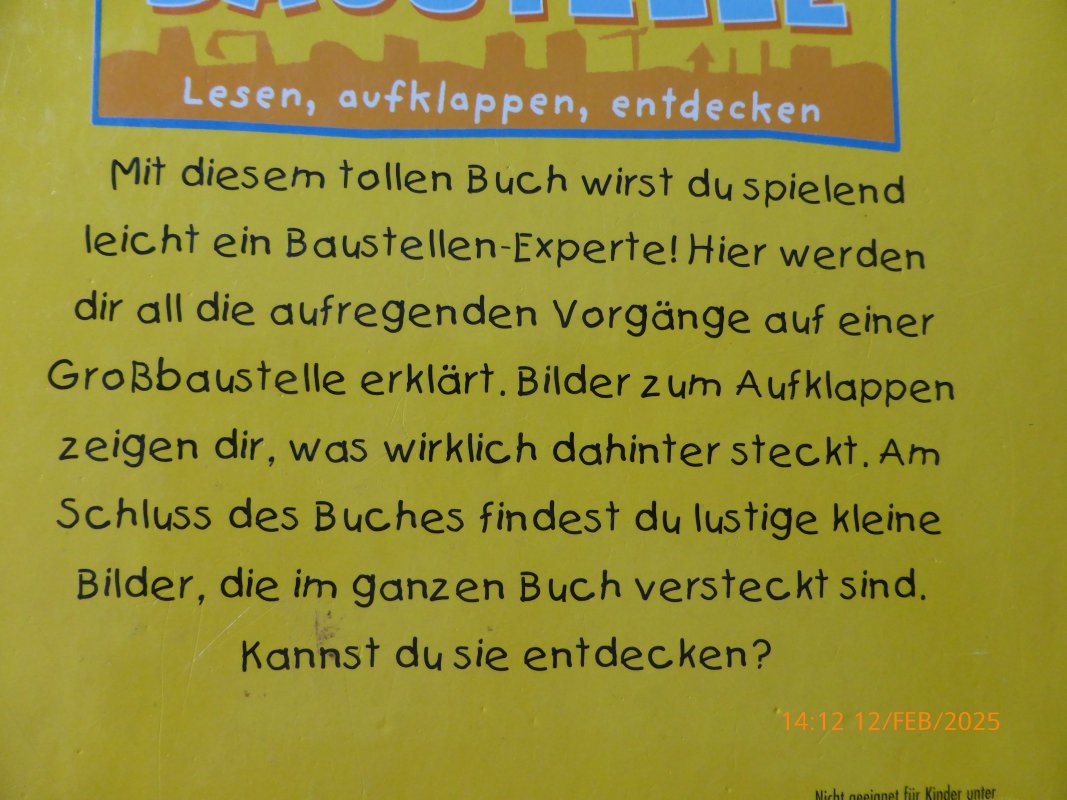 BAUSTELLE
Lesen, aufklappen, entdecken
Mit diesem tollen Buch wirst du spielend
leicht ein Baustellen-Experte! Hier werden
dir all die aufregenden Vorgänge auf einer
Großbaustelle erklärt. Bilder zum Aufklappen
zeigen dir, was wirklich dahinter steckt. Am
Schluss des Buches findest du lustige kleine
Bilder, die im ganzen Buch versteckt sind.
Kannst du sie entdecken?
14:12 12/FEB/2025
Nicht geeignet für Kinder unter